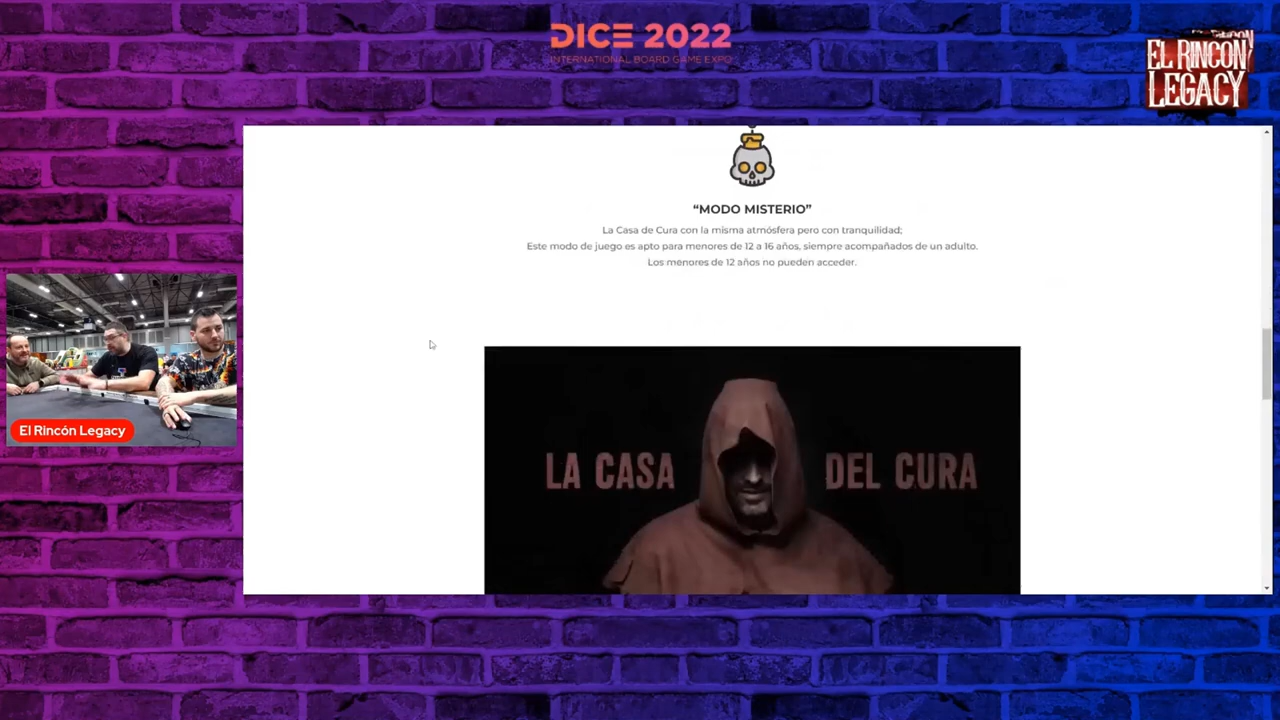 DICE 2022
INTERNATIONAL BOARD GAME EXPO
EL RINCON
LEGACY
“MODO MISTERIO”
La Casa de Cura con la misma atmósfera pero con tranquilidad;
Este modo de juego es apto para menores de 12 a 16 años, siempre acompañados de un adulto.
Los menores de 12 años no pueden acceder.
LA CASA DEL CURA
El Rincón Legacy